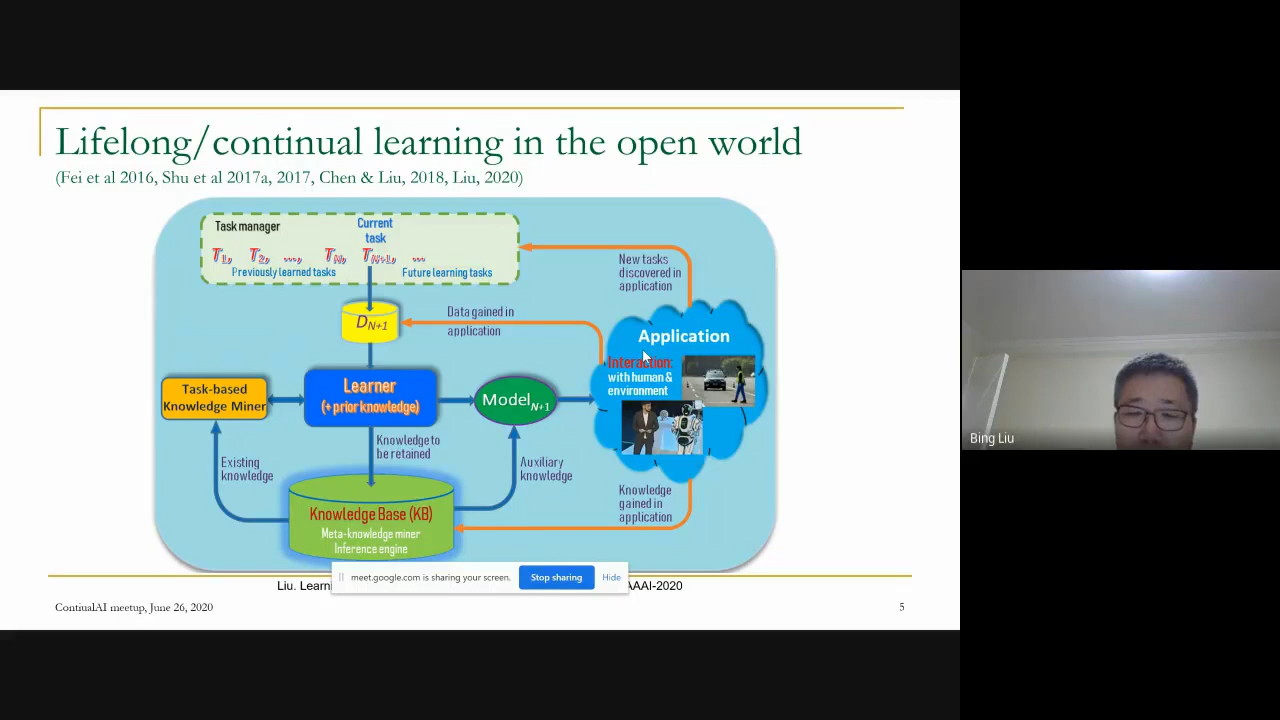 Lifelong/continual learning in the open world
(Fei et al 2016, Shu et al 2017a, 2017, Chen & Liu, 2018, Liu, 2020)
Task manager
Current
task
T1, T2, ..., TN, TN+1, ...
Previously learned tasks
Future learning tasks
New tasks
discovered in
application
DN+1
Data gained in
application
Application
Interaction:
with human &
environment
Task-based
Knowledge Miner
Learner
(+ prior knowledge)
ModelN+1
Knowledge to
be retained
Existing
knowledge
Auxiliary
knowledge
Knowledge
gained in
application
Knowledge Base (KB)
Meta-knowledge miner
Inference engine
meet.google.com is sharing your screen. Stop sharing Hide
Liu. AAAI-2020
ContiualAI meetup, June 26, 2020
5
Bing Liu